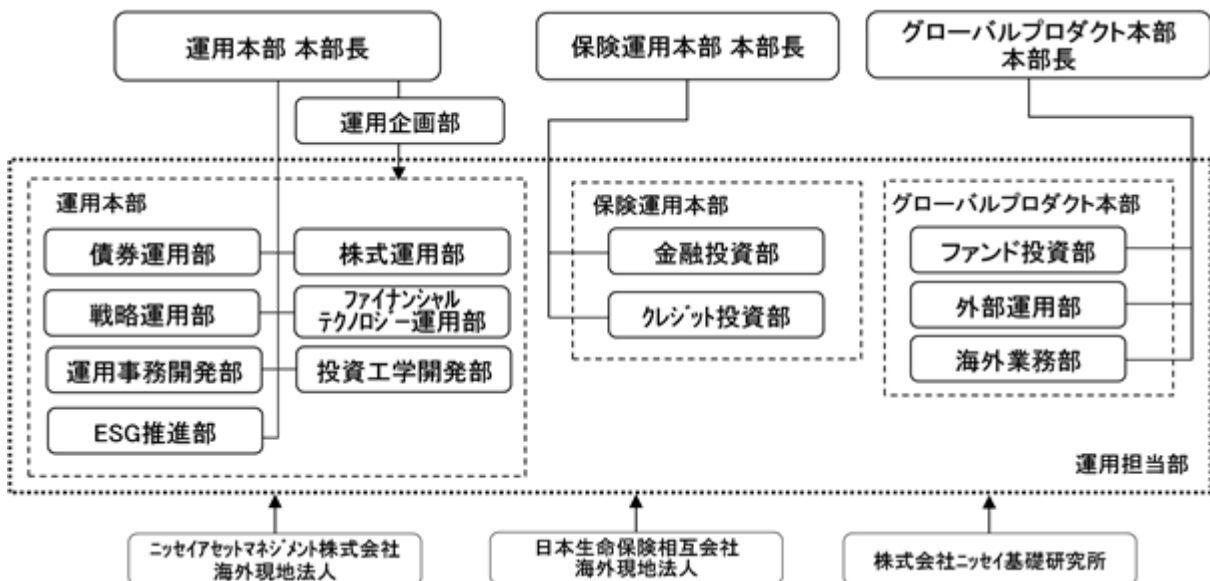 運用本部 本部長
保険運用本部 本部長
グローバルプロダクト本部
本部長
運用企画部
運用本部
債券運用部
株式運用部
戦略運用部
ファイナンシャル
テクノロジー運用部
運用事務開発部
投資工学開発部
ESG推進部
保険運用本部
金融投資部
クレジット投資部
グローバルプロダクト本部
ファンド投資部
外部運用部
海外業務部
運用担当部
ニッセイアセットマネジメント株式会社
海外現地法人
日本生命保険相互会社
海外現地法人
株式会社ニッセイ基礎研究所